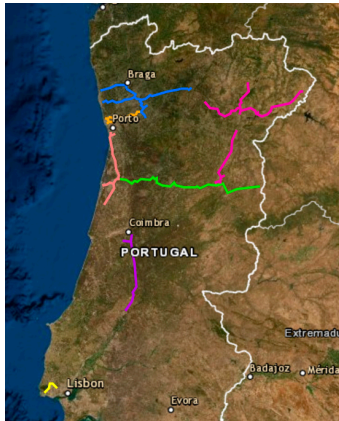 Braga
Porto
Coimbra
PORTUGAL
Extremadu
Badajoz
Mérida
Lisbon
Evora